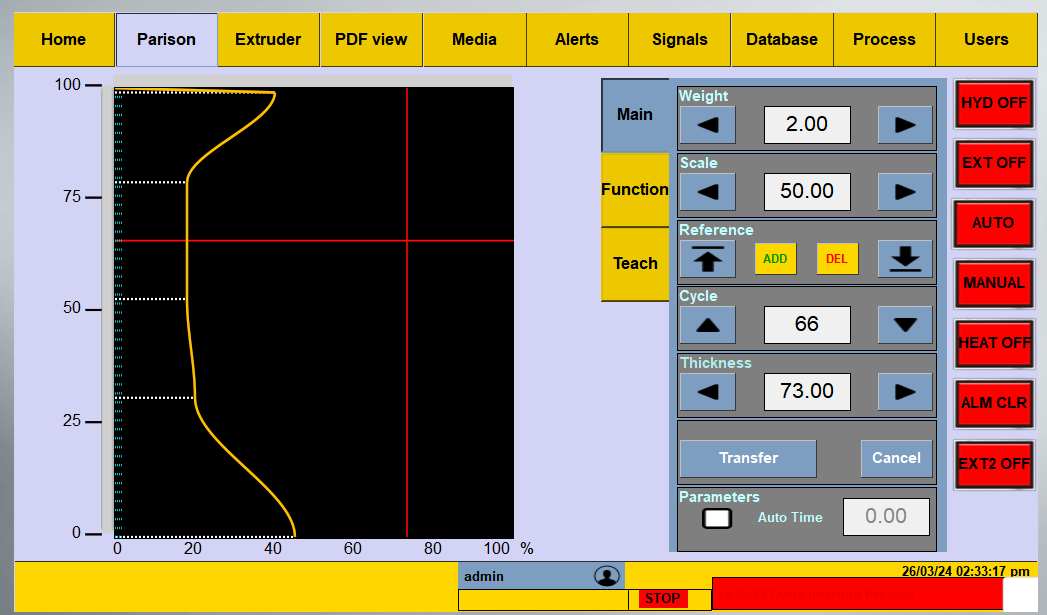 Home Parison Extruder PDF view Media Alerts Signals Database Process Users
100
75
50
25
0
0 20 40 60 80 100 %
Main
Function
Teach
Weight
2.00
Scale
50.00
Reference
ADD DEL
Cycle
66
Thickness
73.00
Transfer Cancel
Parameters
Auto Time 0.00
HYD OFF
EXT OFF
AUTO
MANUAL
HEAT OFF
ALM CLR
EXT2 OFF
admin
26/03/24 02:33:17 pm
STOP